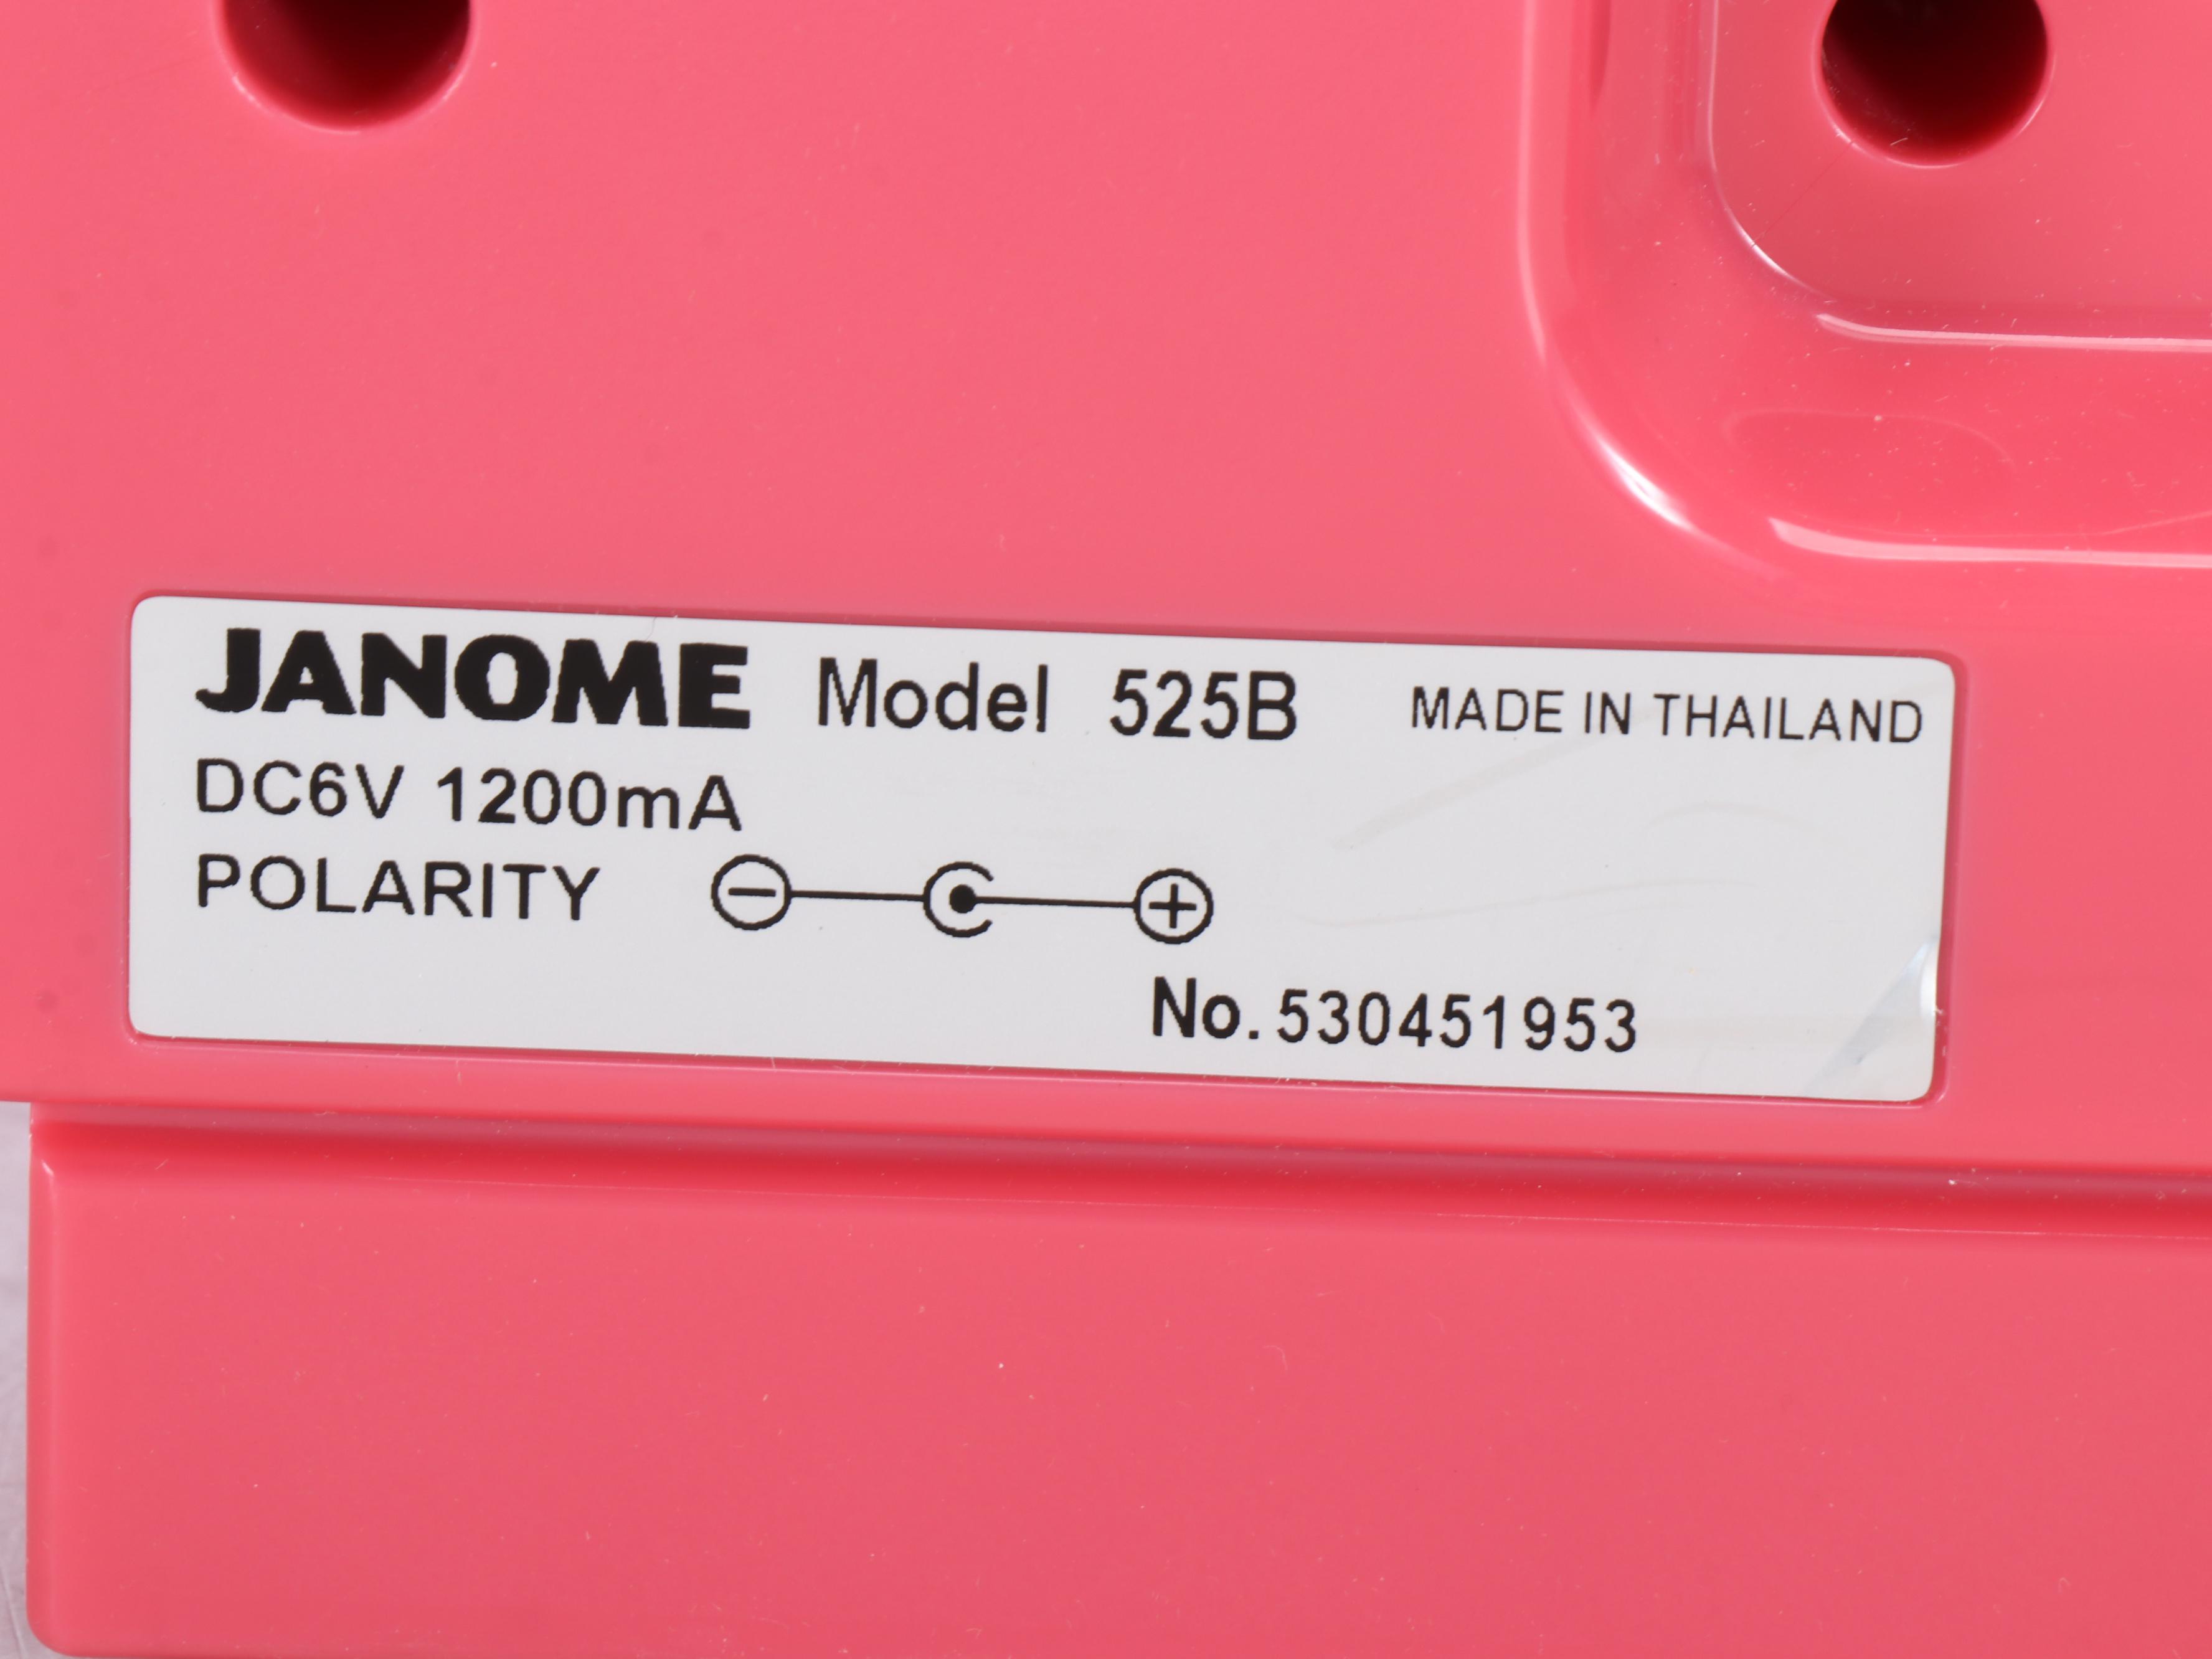 JANOME Model 525B MADE IN THAILAND
DC6V 1200mA
POLARITY
No.530451953